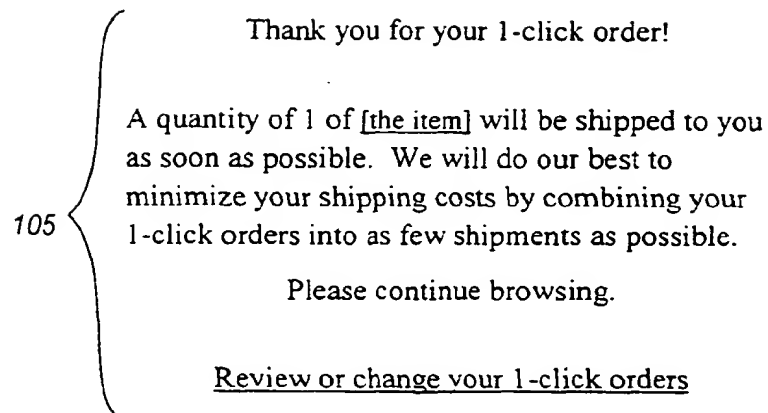 Thank you for your 1-click order!
A quantity of 1 of [the item] will be shipped to you
as soon as possible. We will do our best to
minimize your shipping costs by combining your
1-click orders into as few shipments as possible.
105
Please continue browsing.
Review or change your 1-click orders